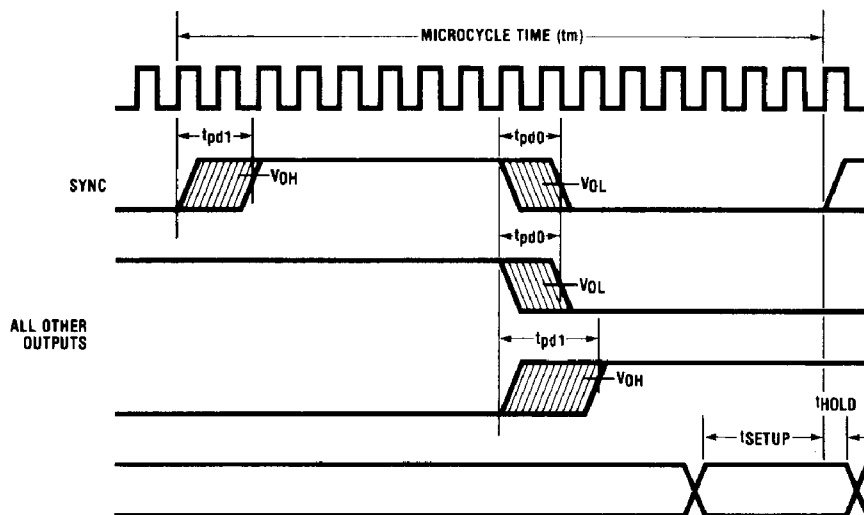 MICROCYCLE TIME (tm)
tpd1
tpd0
SYNC
VOH
VOL
tpd0
VOL
ALL OTHER
OUTPUTS
tpd1
VOH
tHOLD
tSETUP